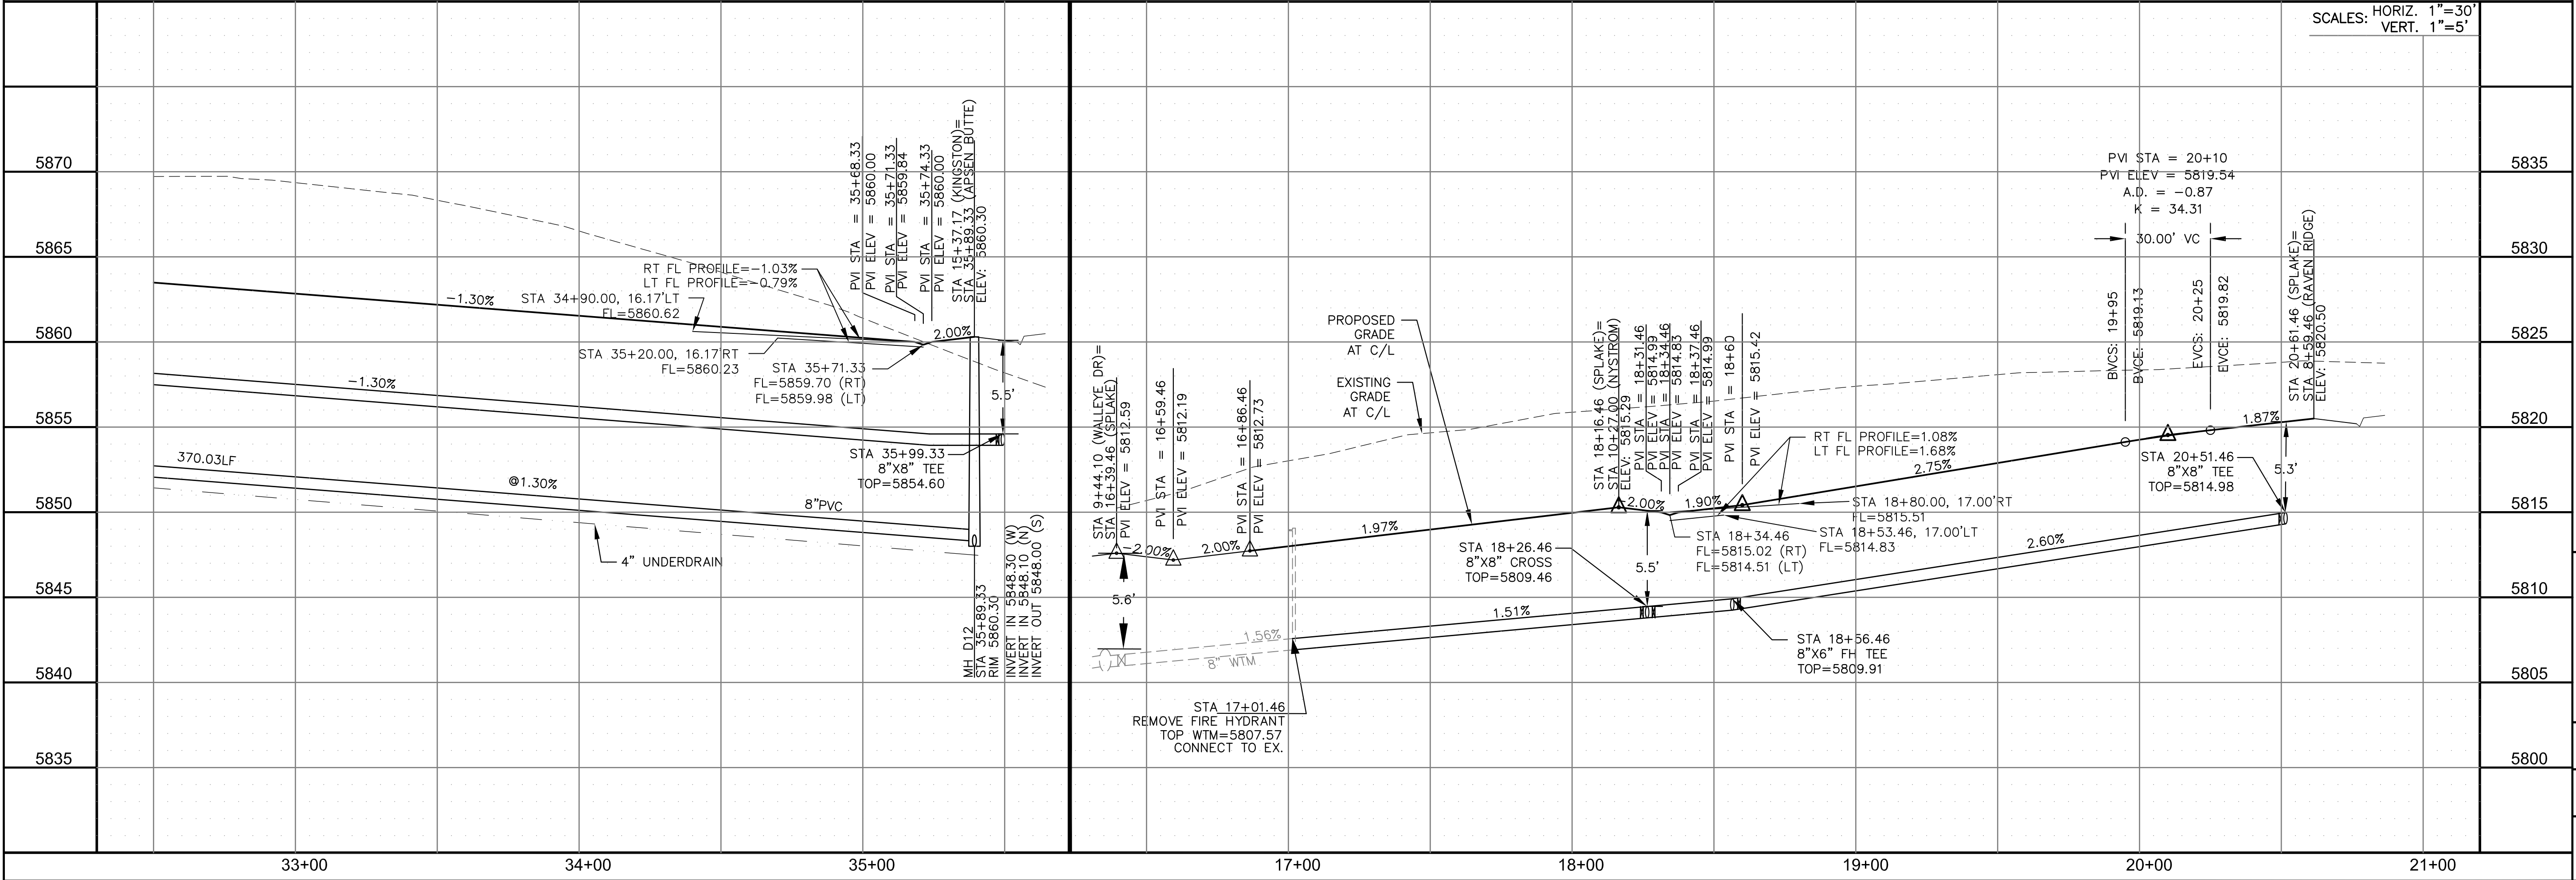 SCALES: HORIZ. 1"=30'
VERT. 1"=5'
5870
5865
5860
5855
5850
5845
5840
5835
RT FL PROFILE=-1.03%
LT FL PROFILE=-0.79%
-1.30%
STA 34+90.00, 16.17'LT
FL=5860.62
STA 35+20.00, 16.17'RT
FL=5860.23
STA 35+71.33
FL=5859.70 (RT)
FL=5859.98 (LT)
PVI STA = 35+68.33
PVI ELEV = 5860.00
PVI STA = 35+71.33
PVI ELEV = 5859.84
PVI STA = 35+74.33
PVI ELEV = 5860.00
STA 15+37.17 (KINGSTON)=
STA 35+89.33 (APSEN BUTTE)
ELEV: 5860.30
2.00%
5.5'
-1.30%
STA 35+99.33
8"X8" TEE
TOP=5854.60
370.03LF
@1.30%
8"PVC
4" UNDERDRAIN
MH D12
STA 35+89.33
RIM 5860.30
INVERT IN 5848.30 (W)
INVERT IN 5848.10 (N)
INVERT OUT 5848.00 (S)
33+00
34+00
35+00
STA 9+44.10 (WALLEYE DR)=
STA 16+39.46 (SPLAKE)
PVI ELEV = 5812.59
PVI STA = 16+59.46
PVI ELEV = 5812.19
PVI STA = 16+86.46
PVI ELEV = 5812.73
-2.00%
2.00%
1.97%
5.6'
1.56%
8" WTM
STA 17+01.46
REMOVE FIRE HYDRANT
TOP WTM=5807.57
CONNECT TO EX.
PROPOSED
GRADE
AT C/L
EXISTING
GRADE
AT C/L
STA 18+16.46 (SPLAKE)=
STA 10+27.00 (NYSTROM)
ELEV: 5815.29
PVI STA = 18+31.46
PVI ELEV = 5814.99
PVI STA = 18+34.46
PVI ELEV = 5814.83
PVI STA = 18+37.46
PVI ELEV = 5814.99
PVI STA = 18+60
PVI ELEV = 5815.42
-2.00%
1.90%
RT FL PROFILE=1.08%
LT FL PROFILE=1.68%
2.75%
STA 18+80.00, 17.00'RT
FL=5815.51
STA 18+53.46, 17.00'LT
FL=5814.83
STA 18+34.46
FL=5815.02 (RT)
FL=5814.51 (LT)
STA 18+26.46
8"X8" CROSS
TOP=5809.46
5.5'
1.51%
2.60%
STA 18+56.46
8"X6" FH TEE
TOP=5809.91
PVI STA = 20+10
PVI ELEV = 5819.54
A.D. = -0.87
K = 34.31
30.00' VC
BVCS: 19+95
BVCE: 5819.13
EVCS: 20+25
EVCE: 5819.82
STA 20+61.46 (SPLAKE)=
STA 8+59.46 (RAVEN RIDGE)
ELEV: 5820.50
1.87%
STA 20+51.46
8"X8" TEE
TOP=5814.98
5.3'
5835
5830
5825
5820
5815
5810
5805
5800
17+00
18+00
19+00
20+00
21+00